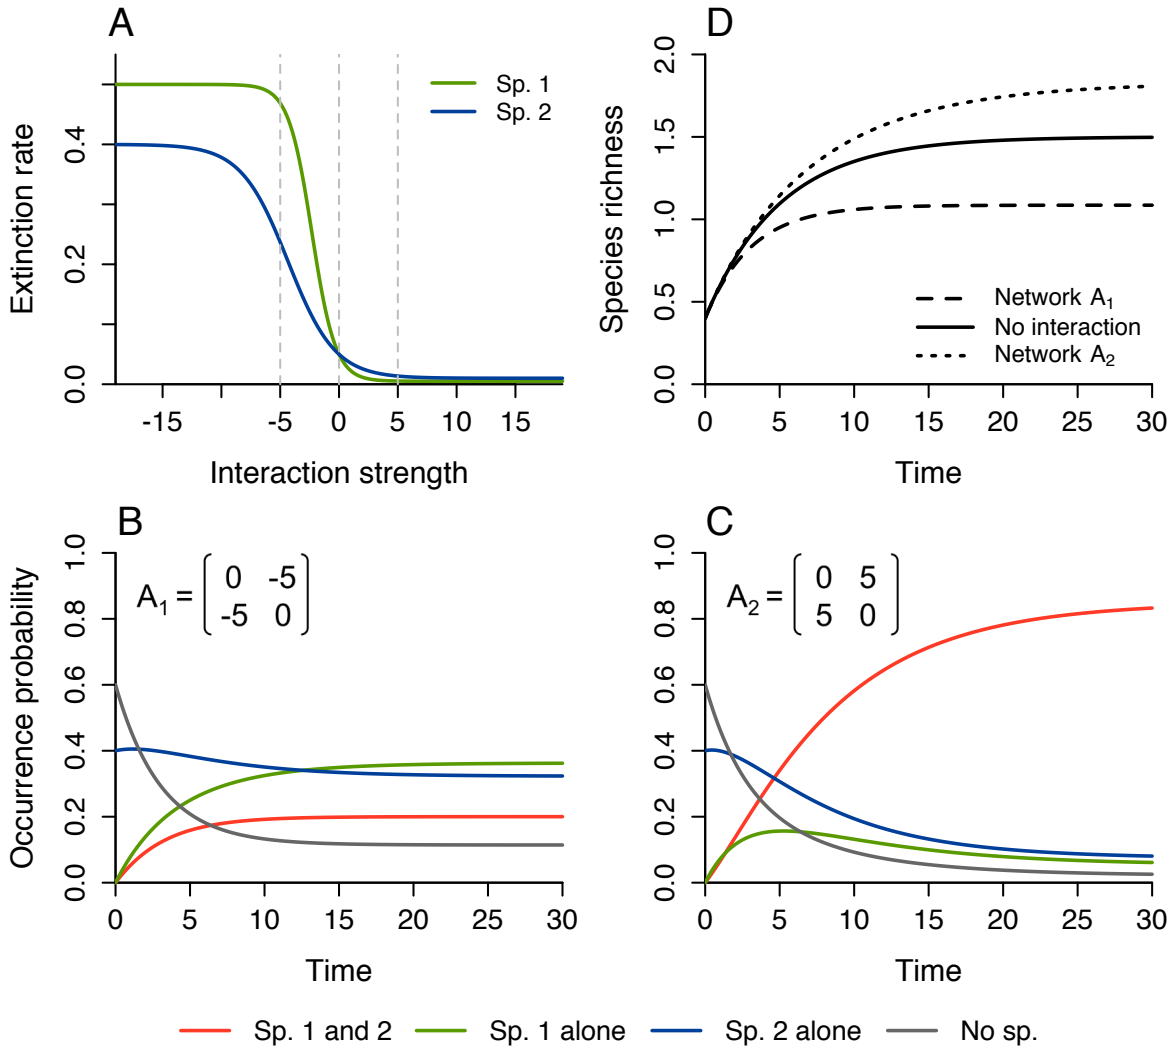 A
Extinction rate
0.0
0.2
0.4
-15
-5
0
5
10
15
Interaction strength
Sp. 1
Sp. 2
D
Species richness
0.0
0.5
1.0
1.5
2.0
0
5
10
15
20
25
30
Time
Network A₁
No interaction
Network A₂
B
Occurrence probability
0.0
0.2
0.4
0.6
0.8
1.0
A₁ =
0 -5
-5 0
0
5
10
15
20
25
30
Time
C
0.0
0.2
0.4
0.6
0.8
1.0
A₂ =
0 5
5 0
0
5
10
15
20
25
30
Time
Sp. 1 and 2
Sp. 1 alone
Sp. 2 alone
No sp.